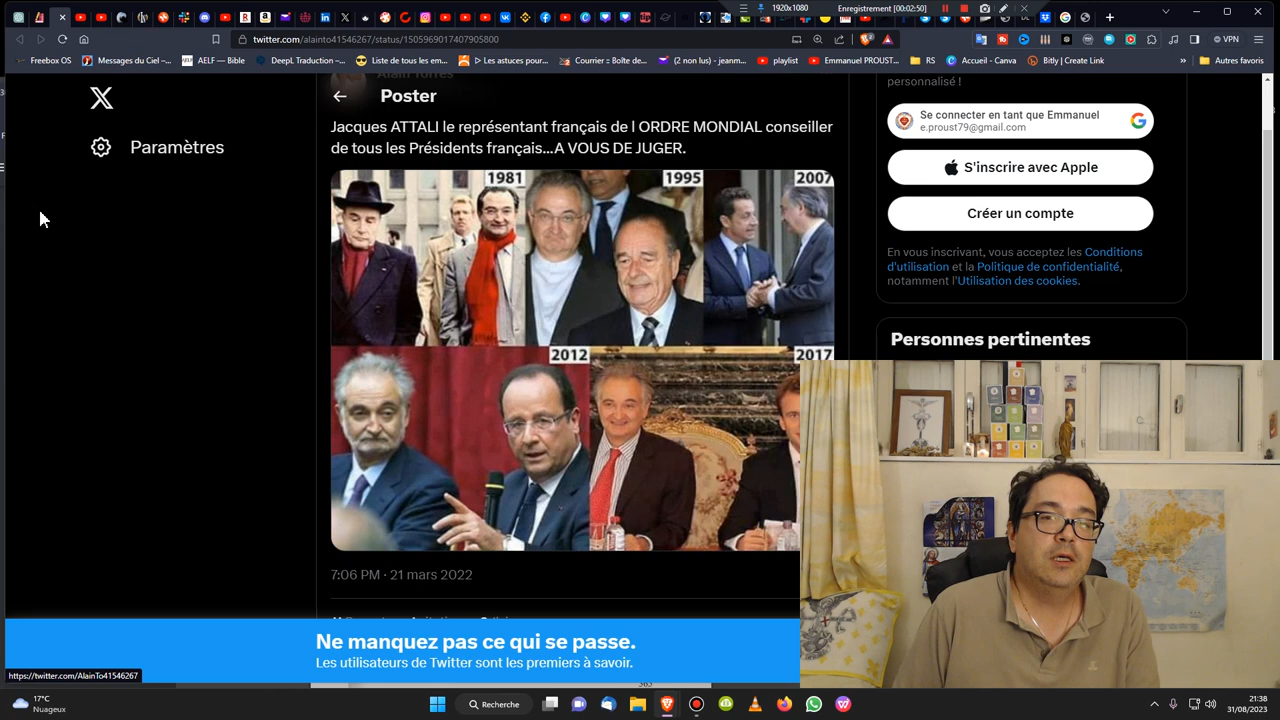 1920x1080
Enregistrement (00:02:50)
twitter.com/alainto41546267/status/1505969017407905800
VPN
Freebox OS
Messages du Ciel –...
AELF — Bible
DeepL Traduction –...
Liste de tous les em...
▷ Les astuces pour...
Courrier :: Boîte de...
(2 non lus) - jeanm...
playlist
Emmanuel PROUST...
RS
Accueil - Canva
Bitly | Create Link
»
Autres favoris
Alain Torres
Poster
Paramètres
Jacques ATTALI le représentant français de l ORDRE MONDIAL conseiller
de tous les Présidents français...A VOUS DE JUGER.
1981
1995
2007
2012
2017
7:06 PM · 21 mars 2022
personnalisé !
Se connecter en tant que Emmanuel
e.proust79@gmail.com
S'inscrire avec Apple
Créer un compte
En vous inscrivant, vous acceptez les Conditions
d'utilisation et la Politique de confidentialité,
notamment l'Utilisation des cookies.
Personnes pertinentes
Ne manquez pas ce qui se passe.
Les utilisateurs de Twitter sont les premiers à savoir.
https://twitter.com/AlainTo41546267
17°C
Nuageux
Recherche
21:38
31/08/2023